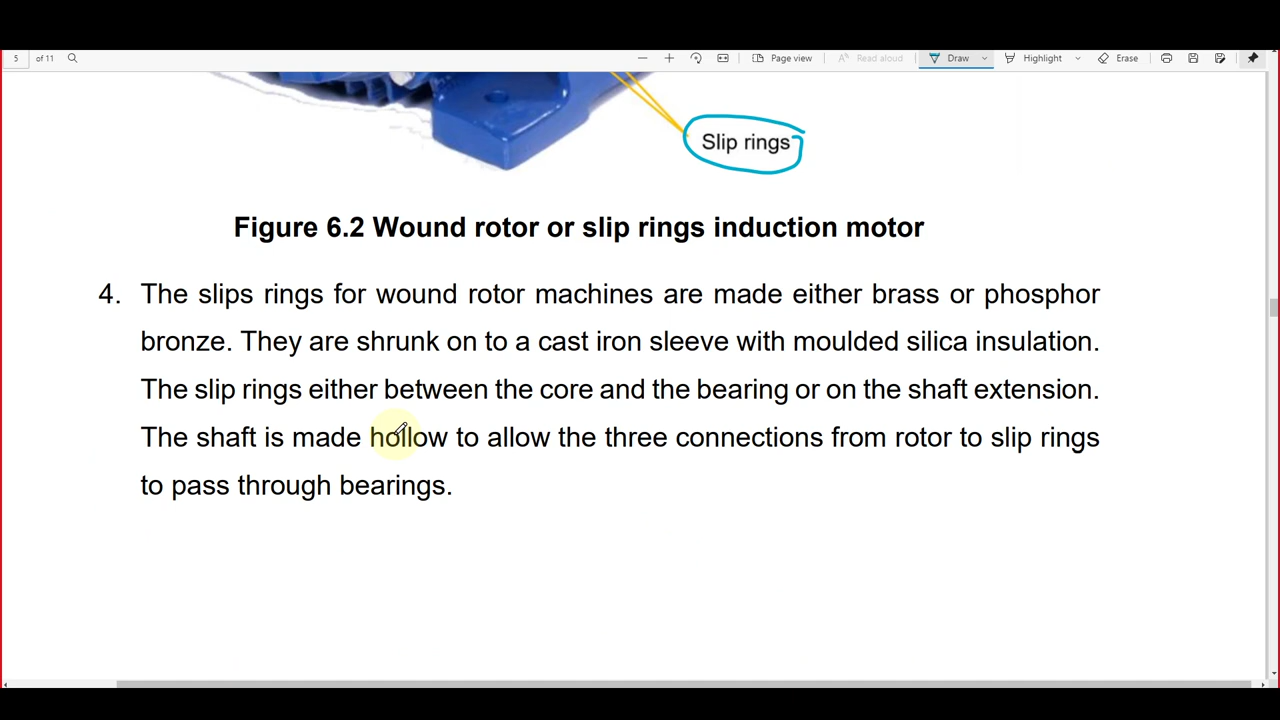 5 of 11 Page view Read aloud Draw Highlight Erase
Slip rings
Figure 6.2 Wound rotor or slip rings induction motor
4. The slips rings for wound rotor machines are made either brass or phosphor
bronze. They are shrunk on to a cast iron sleeve with moulded silica insulation.
The slip rings either between the core and the bearing or on the shaft extension.
The shaft is made hollow to allow the three connections from rotor to slip rings
to pass through bearings.